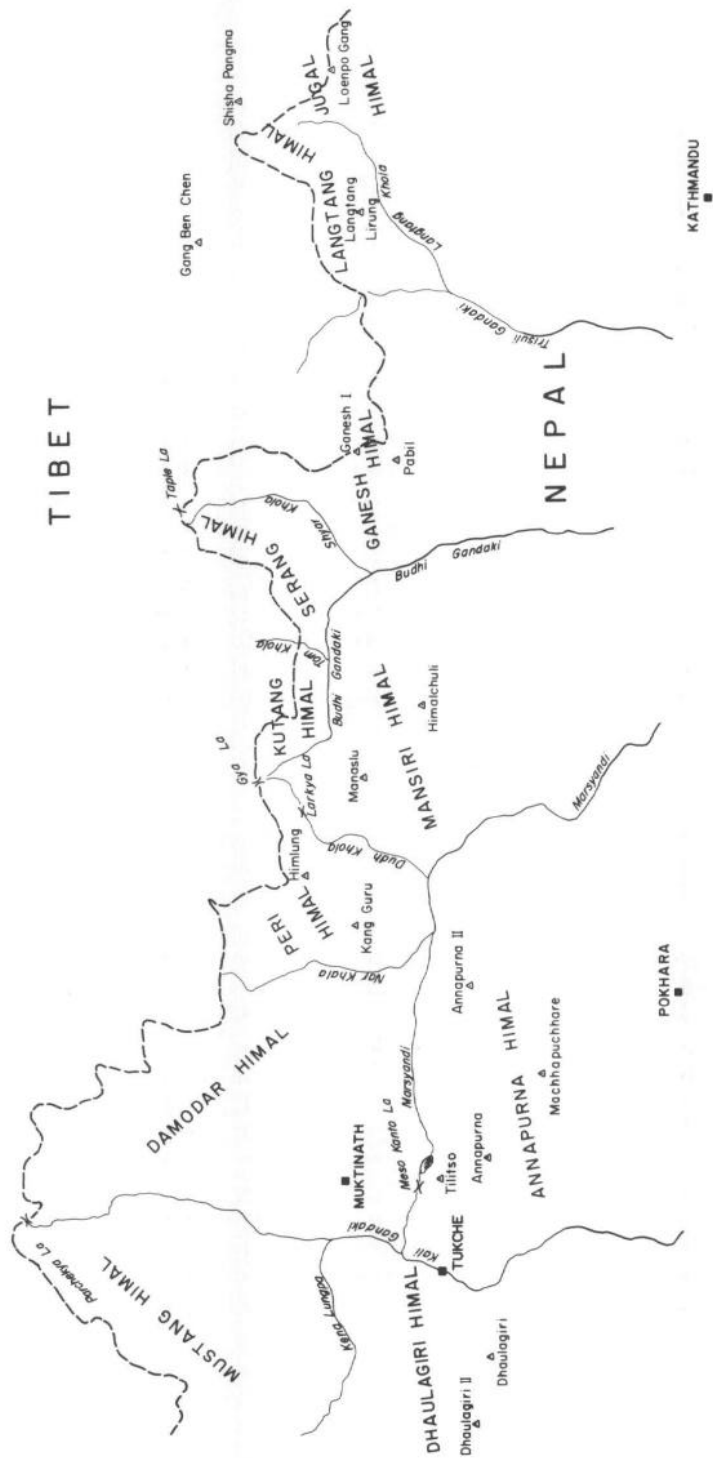 TIBET
NEPAL
Parchekya La
MUSTANG HIMAL
DAMODAR HIMAL
Keha Lungpa
MUKTINATH
Kali Gandaki
TUKCHE
DHAULAGIRI HIMAL
Dhaulagiri II
Dhaulagiri
Meso Kanto La
Tilitso
Annapurna
Annapurna II
ANNAPURNA HIMAL
Machhapuchhare
POKHARA
Marsyandi
Nar Khola
PERI HIMAL
Himlung
Kang Guru
Dudh Khola
Larkya La
Gya La
KUTANG HIMAL
Manaslu
MANSIRI HIMAL
Himalchuli
Marsyandi
Budhi Gandaki
Tom Khola
SERANG HIMAL
Taple La
Shyar Khola
Budhi Gandaki
GANESH HIMAL
Ganesh I
Pabil
Trisuli Gandaki
Gang Ben Chen
LANGTANG HIMAL
Langtang Lirung
Langtang Khola
Shisha Pangma
JUGAL HIMAL
Loenpo Gang
KATHMANDU